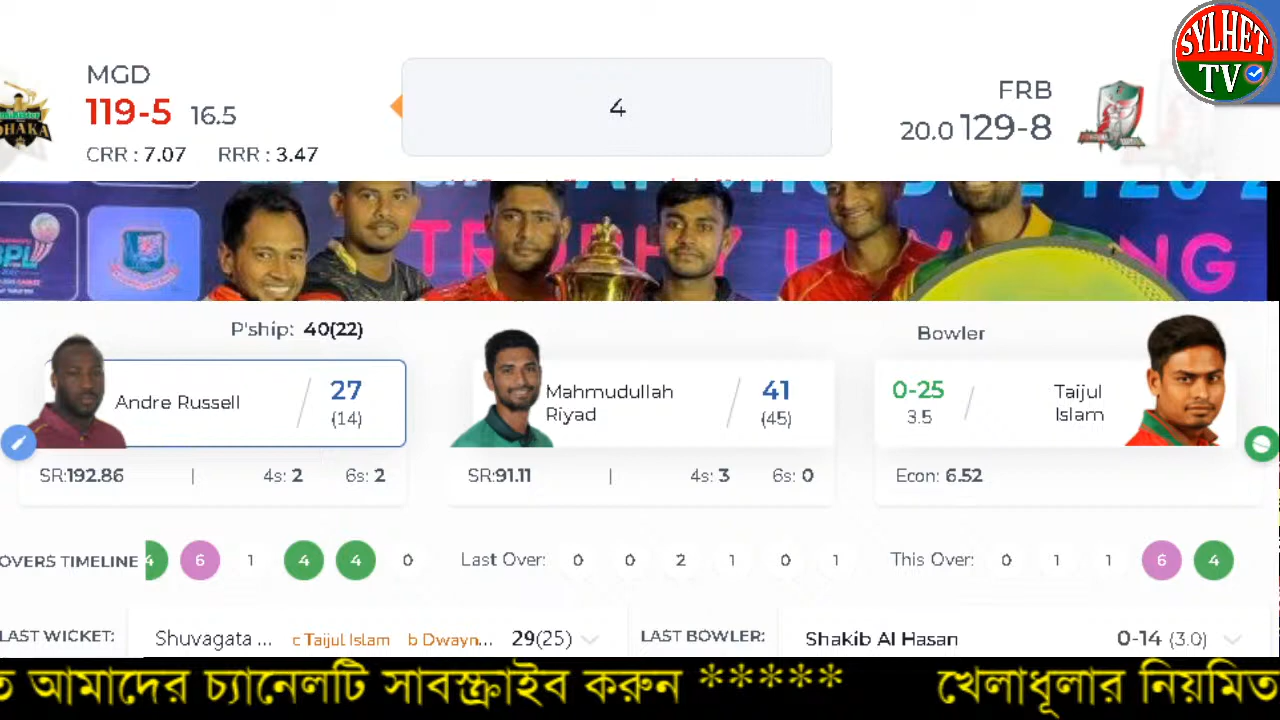 SYLHET
TV
MGD
119-5 16.5
CRR : 7.07 RRR : 3.47
4
FRB
20.0 129-8
DHAKA
BPL
TROPHY U NG
P'ship: 40(22)
Andre Russell
27
(14)
SR:192.86 | 4s: 2 6s: 2
Mahmudullah
Riyad
41
(45)
SR:91.11 | 4s: 3 6s: 0
Bowler
0-25
3.5
Taijul
Islam
Econ: 6.52
OVERS TIMELINE 4 6 1 4 4 0 Last Over: 0 0 2 1 0 1 This Over: 0 1 1 6 4
LAST WICKET: Shuvagata ... c Taijul Islam b Dwayn... 29(25) LAST BOWLER: Shakib Al Hasan 0-14 (3.0)
ত আমাদের চ্যানেলটি সাবস্ক্রাইব করুন ***** খেলাধূলার নিয়মিত